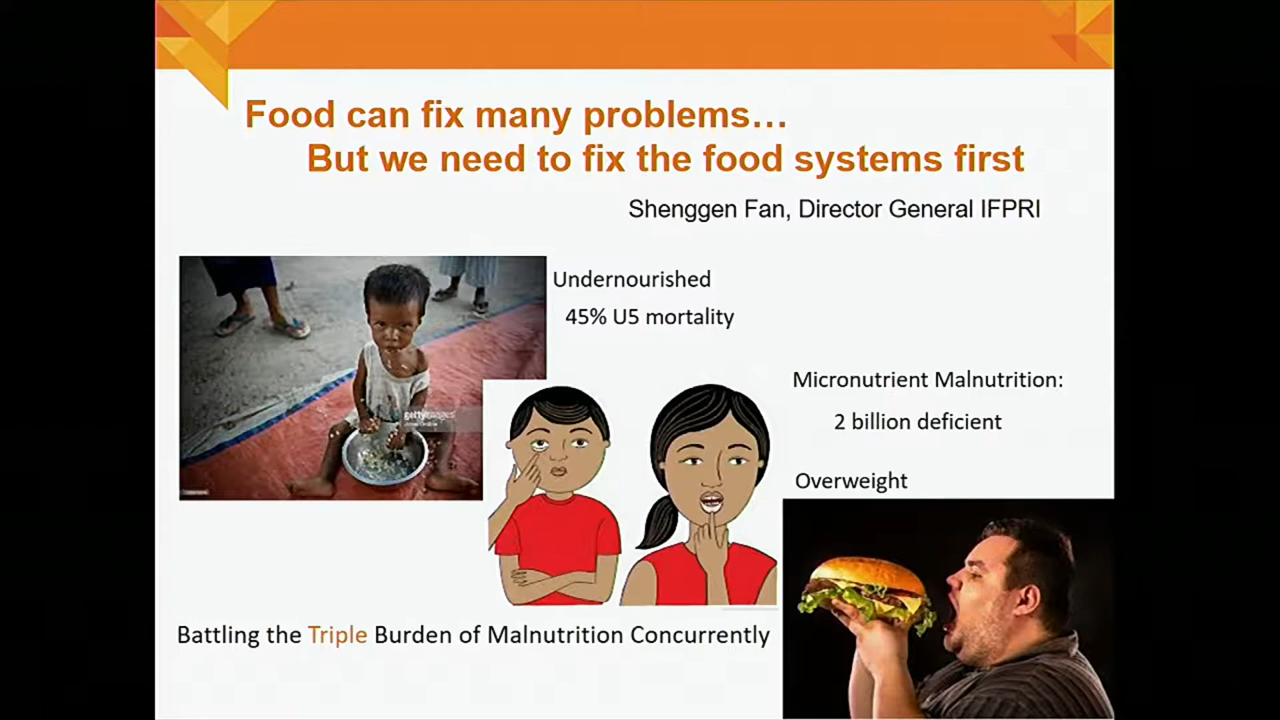 Food can fix many problems…
But we need to fix the food systems first
Shenggen Fan, Director General IFPRI
Undernourished
45% U5 mortality
gettyimages
Micronutrient Malnutrition:
2 billion deficient
Overweight
Battling the Triple Burden of Malnutrition Concurrently